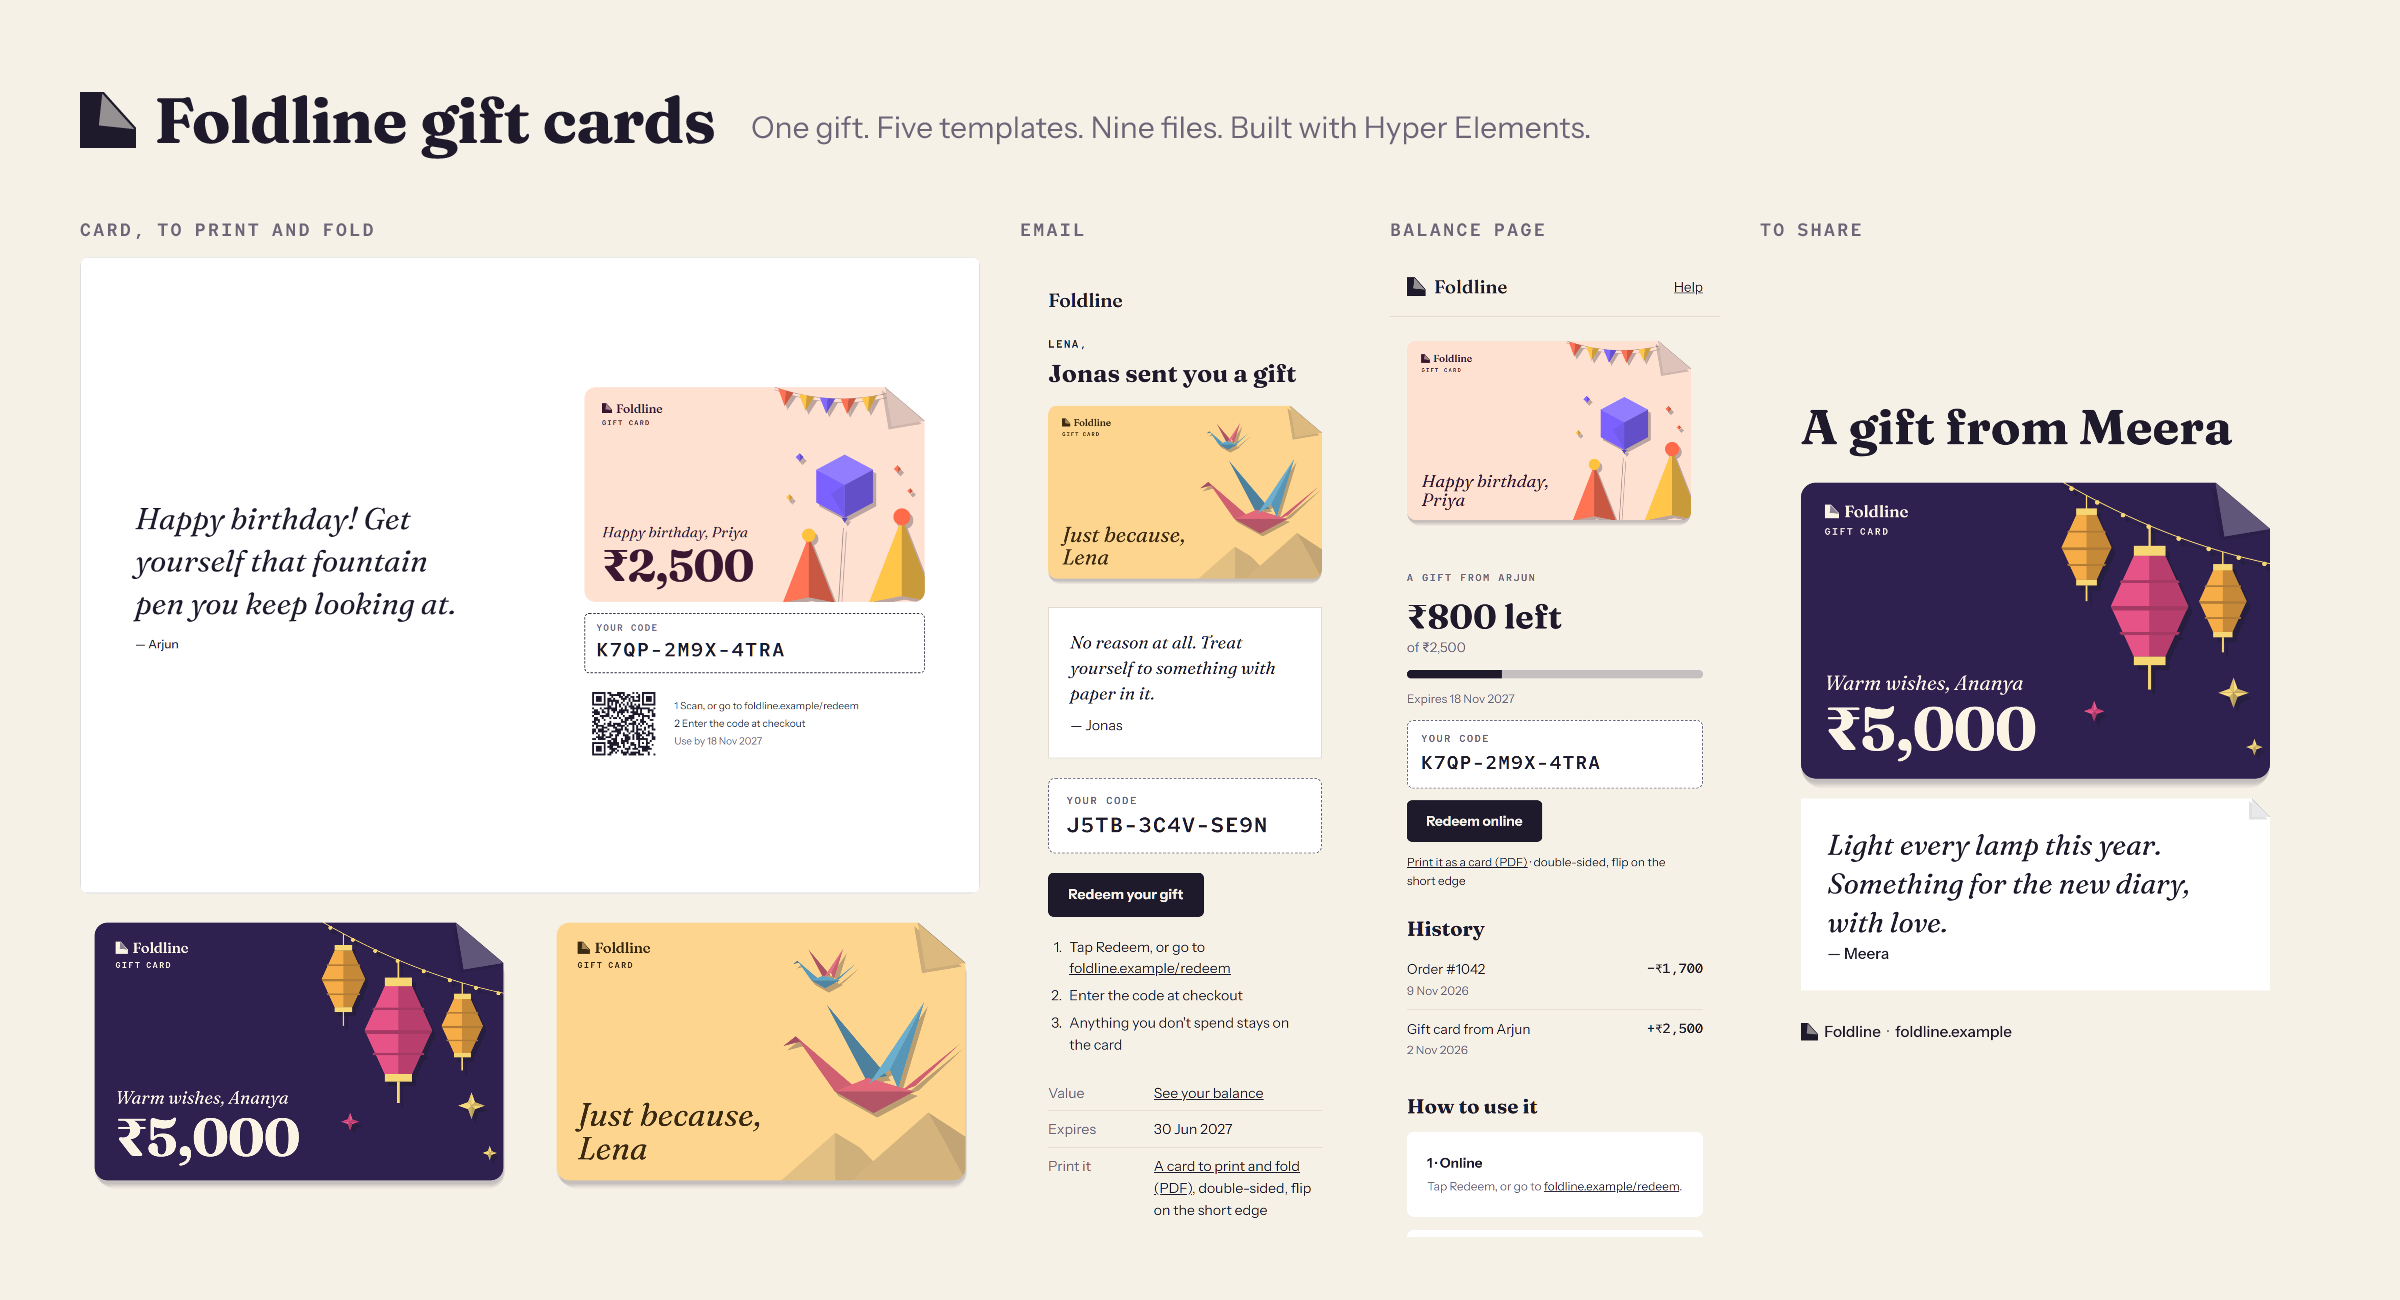 Foldline gift cards
One gift. Five templates. Nine files. Built with Hyper Elements.
CARD, TO PRINT AND FOLD
Happy birthday! Get
yourself that fountain
pen you keep looking at.
— Arjun
Foldline
GIFT CARD
Happy birthday, Priya
₹2,500
YOUR CODE
K7QP-2M9X-4TRA
1 Scan, or go to foldline.example/redeem
2 Enter the code at checkout
Use by 18 Nov 2027
Foldline
GIFT CARD
Warm wishes, Ananya
₹5,000
Foldline
GIFT CARD
Just because,
Lena
EMAIL
Foldline
LENA,
Jonas sent you a gift
Foldline
GIFT CARD
Just because,
Lena
No reason at all. Treat
yourself to something with
paper in it.
— Jonas
YOUR CODE
J5TB-3C4V-SE9N
Redeem your gift
1. Tap Redeem, or go to
foldline.example/redeem
2. Enter the code at checkout
3. Anything you don't spend stays on
the card
Value See your balance
Expires 30 Jun 2027
Print it A card to print and fold
(PDF), double-sided, flip
on the short edge
BALANCE PAGE
Foldline Help
Foldline
GIFT CARD
Happy birthday,
Priya
A GIFT FROM ARJUN
₹800 left
of ₹2,500
Expires 18 Nov 2027
YOUR CODE
K7QP-2M9X-4TRA
Redeem online
Print it as a card (PDF) · double-sided, flip on the
short edge
History
Order #1042 −₹1,700
9 Nov 2026
Gift card from Arjun +₹2,500
2 Nov 2026
How to use it
1 · Online
Tap Redeem, or go to foldline.example/redeem.
TO SHARE
A gift from Meera
Foldline
GIFT CARD
Warm wishes, Ananya
₹5,000
Light every lamp this year.
Something for the new diary,
with love.
— Meera
Foldline · foldline.example